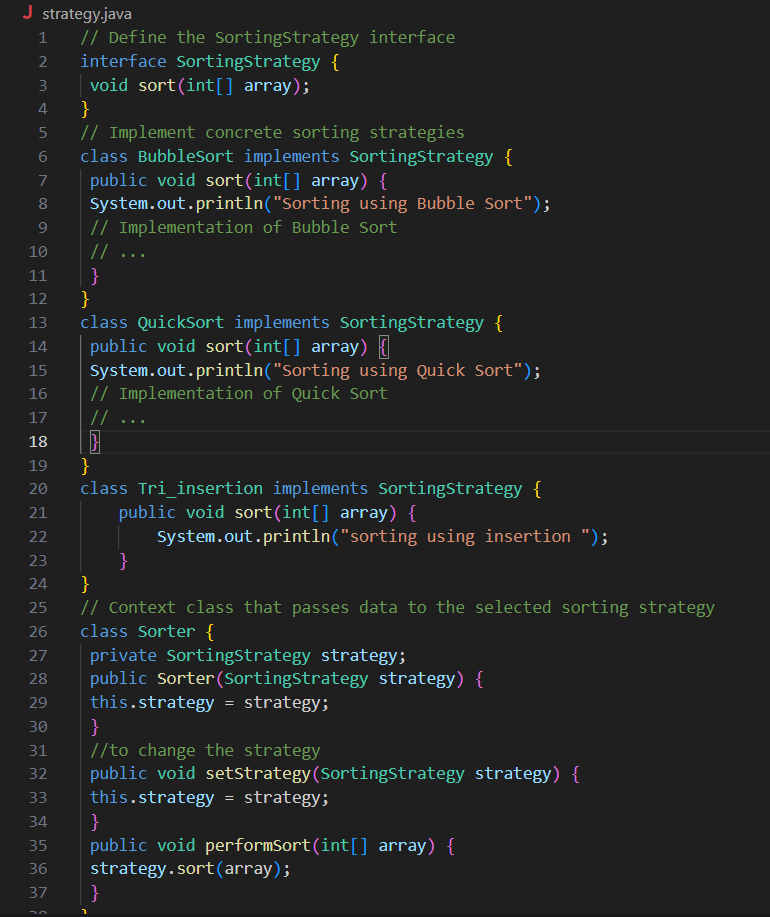 J strategy.java
1 // Define the SortingStrategy interface
2 interface SortingStrategy {
3 void sort(int[] array);
4 }
5 // Implement concrete sorting strategies
6 class BubbleSort implements SortingStrategy {
7 public void sort(int[] array) {
8 System.out.println("Sorting using Bubble Sort");
9 // Implementation of Bubble Sort
10 // ...
11 }
12 }
13 class QuickSort implements SortingStrategy {
14 public void sort(int[] array) {
15 System.out.println("Sorting using Quick Sort");
16 // Implementation of Quick Sort
17 // ...
18 }
19 }
20 class Tri_insertion implements SortingStrategy {
21 public void sort(int[] array) {
22 System.out.println("sorting using insertion ");
23 }
24 }
25 // Context class that passes data to the selected sorting strategy
26 class Sorter {
27 private SortingStrategy strategy;
28 public Sorter(SortingStrategy strategy) {
29 this.strategy = strategy;
30 }
31 //to change the strategy
32 public void setStrategy(SortingStrategy strategy) {
33 this.strategy = strategy;
34 }
35 public void performSort(int[] array) {
36 strategy.sort(array);
37 }